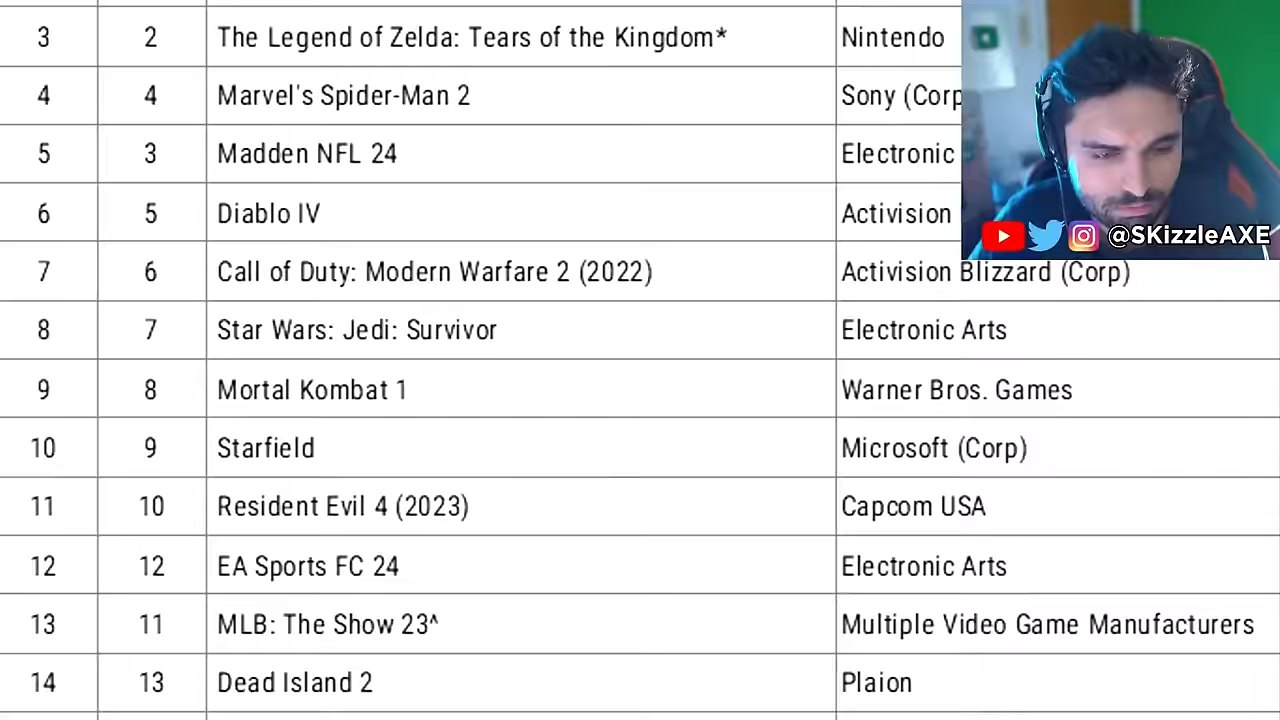 3 2 The Legend of Zelda: Tears of the Kingdom* Nintendo
4 4 Marvel's Spider-Man 2 Sony (Corp
5 3 Madden NFL 24 Electronic
6 5 Diablo IV Activision
@SKizzleAXE
7 6 Call of Duty: Modern Warfare 2 (2022) Activision Blizzard (Corp)
8 7 Star Wars: Jedi: Survivor Electronic Arts
9 8 Mortal Kombat 1 Warner Bros. Games
10 9 Starfield Microsoft (Corp)
11 10 Resident Evil 4 (2023) Capcom USA
12 12 EA Sports FC 24 Electronic Arts
13 11 MLB: The Show 23^ Multiple Video Game Manufacturers
14 13 Dead Island 2 Plaion